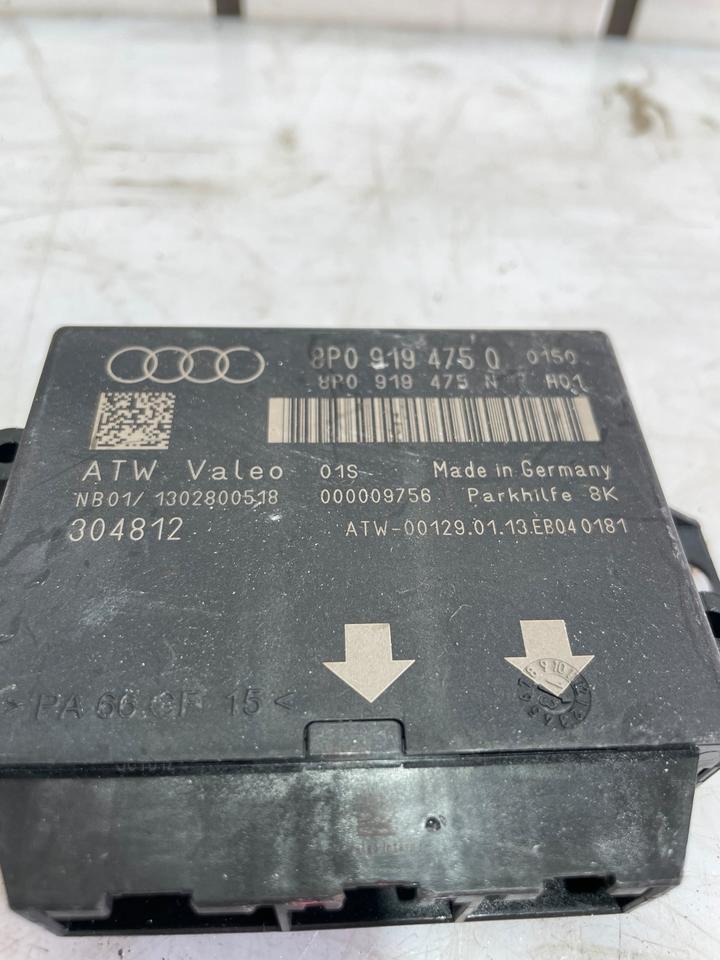 8P0 919 475 Q 0150
8P0 919 475 N H01
ATW Valeo 01S Made in Germany
NB01/ 1302800518 000009756 Parkhilfe 8K
304812 ATW-00129.01.13.EB04 0181
>PA 66 GF 15<